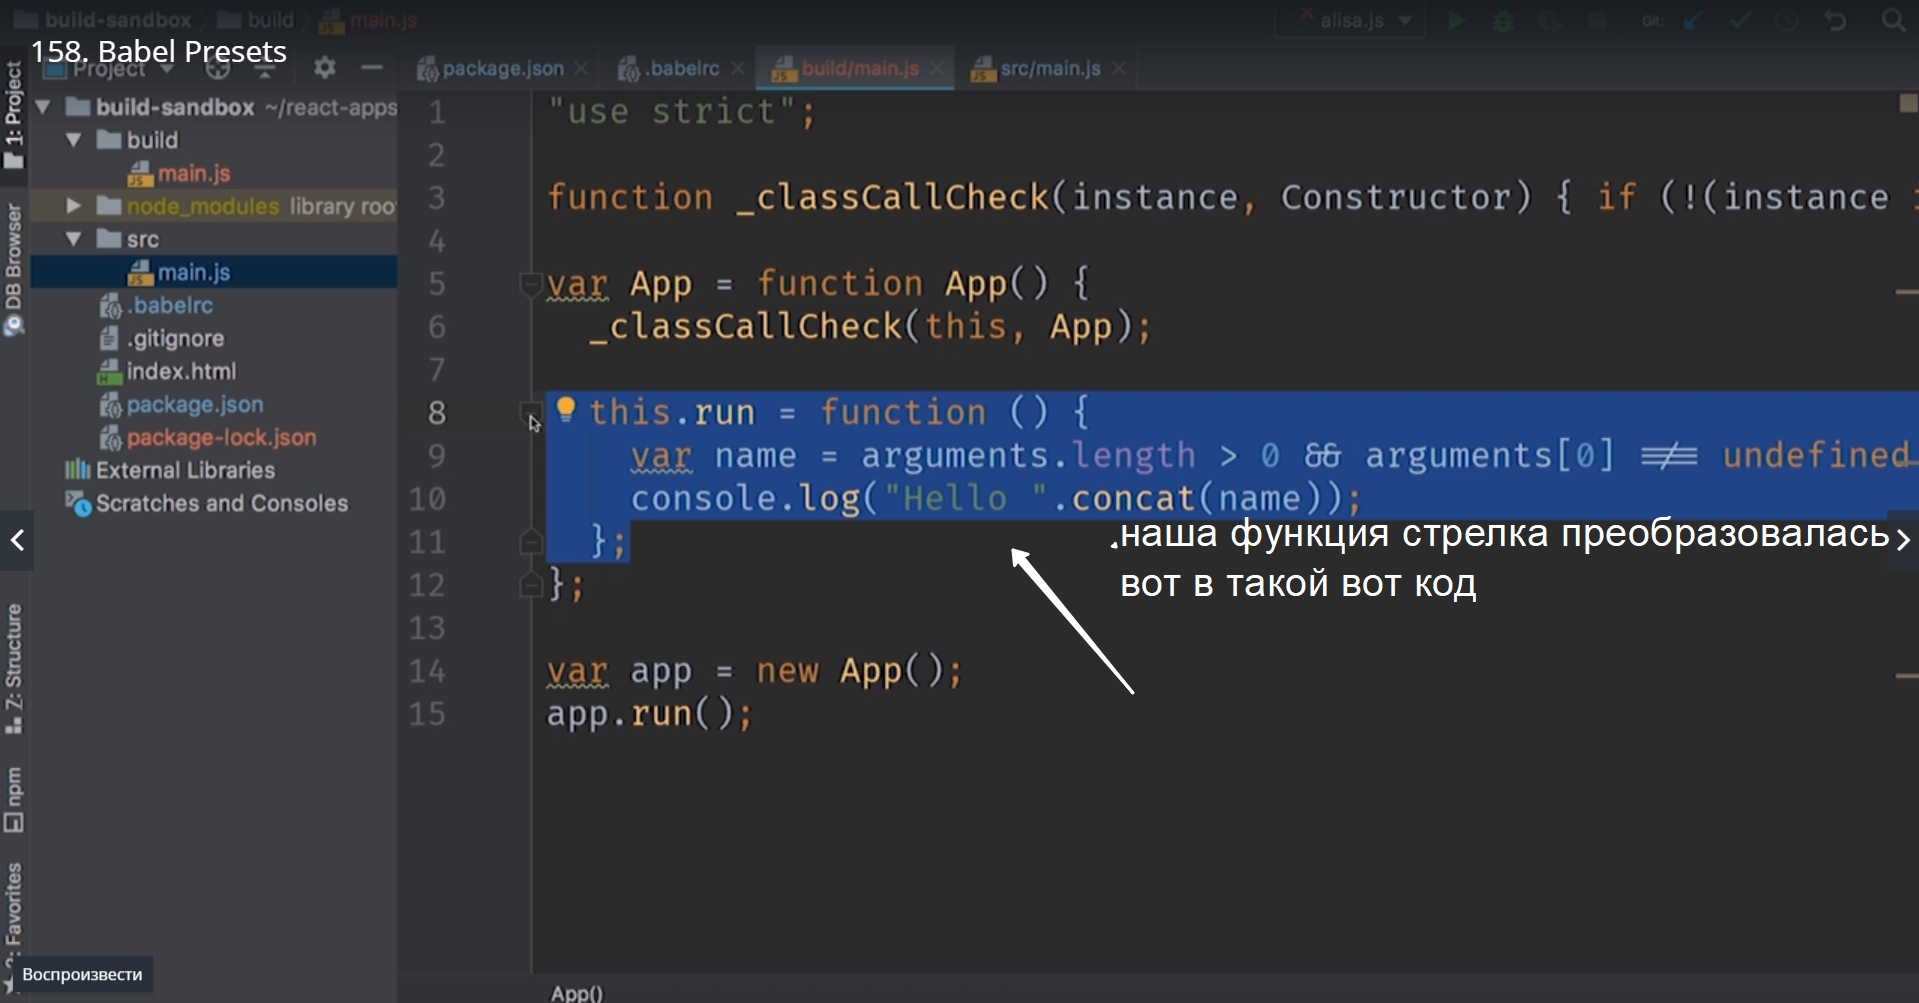 build-sandbox build main.js
alisa.js
Git:
158. Babel Presets
Project
package.json
.babelrc
build/main.js
src/main.js
1: Project
DB Browser
Z: Structure
npm
2: Favorites
build-sandbox ~/react-apps
build
main.js
node_modules library roo
src
main.js
.babelrc
.gitignore
index.html
package.json
package-lock.json
External Libraries
Scratches and Consoles
1 "use strict";
2
3 function _classCallCheck(instance, Constructor) { if (!(instance i
4
5 var App = function App() {
6 _classCallCheck(this, App);
7
8 this.run = function () {
9 var name = arguments.length > 0 && arguments[0] !== undefined
10 console.log("Hello ".concat(name));
11 };
12 };
13
14 var app = new App();
15 app.run();
наша функция стрелка преобразовалась
вот в такой вот код
Воспроизвести
App()